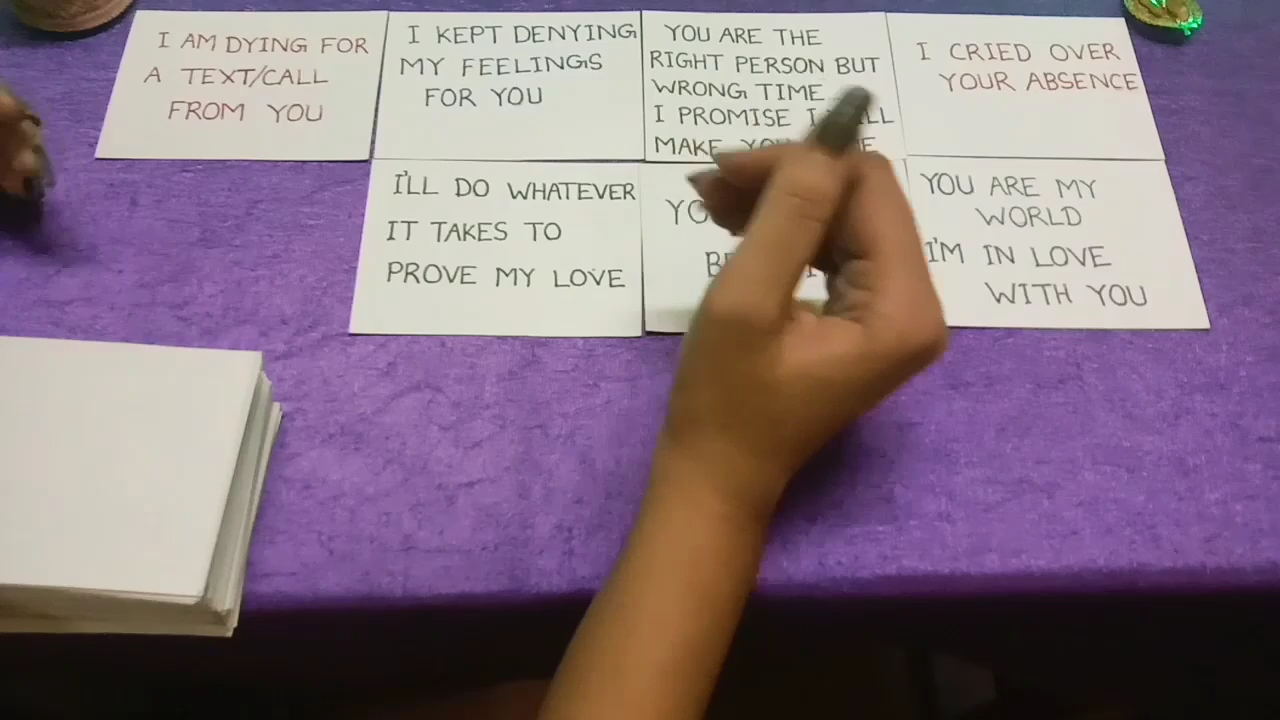 I AM DYING FOR
A TEXT/CALL
FROM YOU
I KEPT DENYING
MY FEELINGS
FOR YOU
YOU ARE THE
RIGHT PERSON BUT
WRONG TIME
I PROMISE I
MAKE
I CRIED OVER
YOUR ABSENCE
I'LL DO WHATEVER
IT TAKES TO
PROVE MY LOVE
YOU ARE MY
WORLD
I'M IN LOVE
WITH YOU